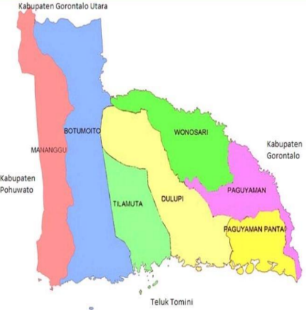 Kabupaten Gorontalo Utara
BOTUMOITO
WONOSARI
MANANGGU
Kabupaten
Gorontalo
Kabupaten
Pohuwato
PAGUYAMAN
TILAMUTA
DULUPI
PAGUYAMAN PANTAI
Teluk Tomini